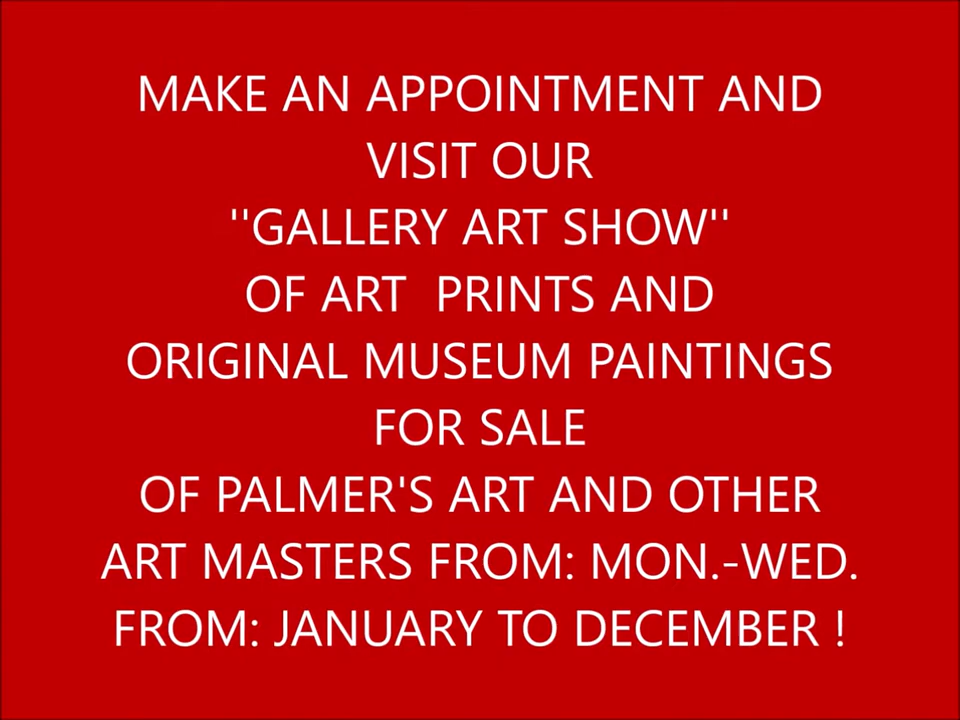 MAKE AN APPOINTMENT AND
VISIT OUR
''GALLERY ART SHOW''
OF ART  PRINTS AND
ORIGINAL MUSEUM PAINTINGS
FOR SALE
OF PALMER'S ART AND OTHER
ART MASTERS FROM: MON.-WED.
FROM: JANUARY TO DECEMBER !